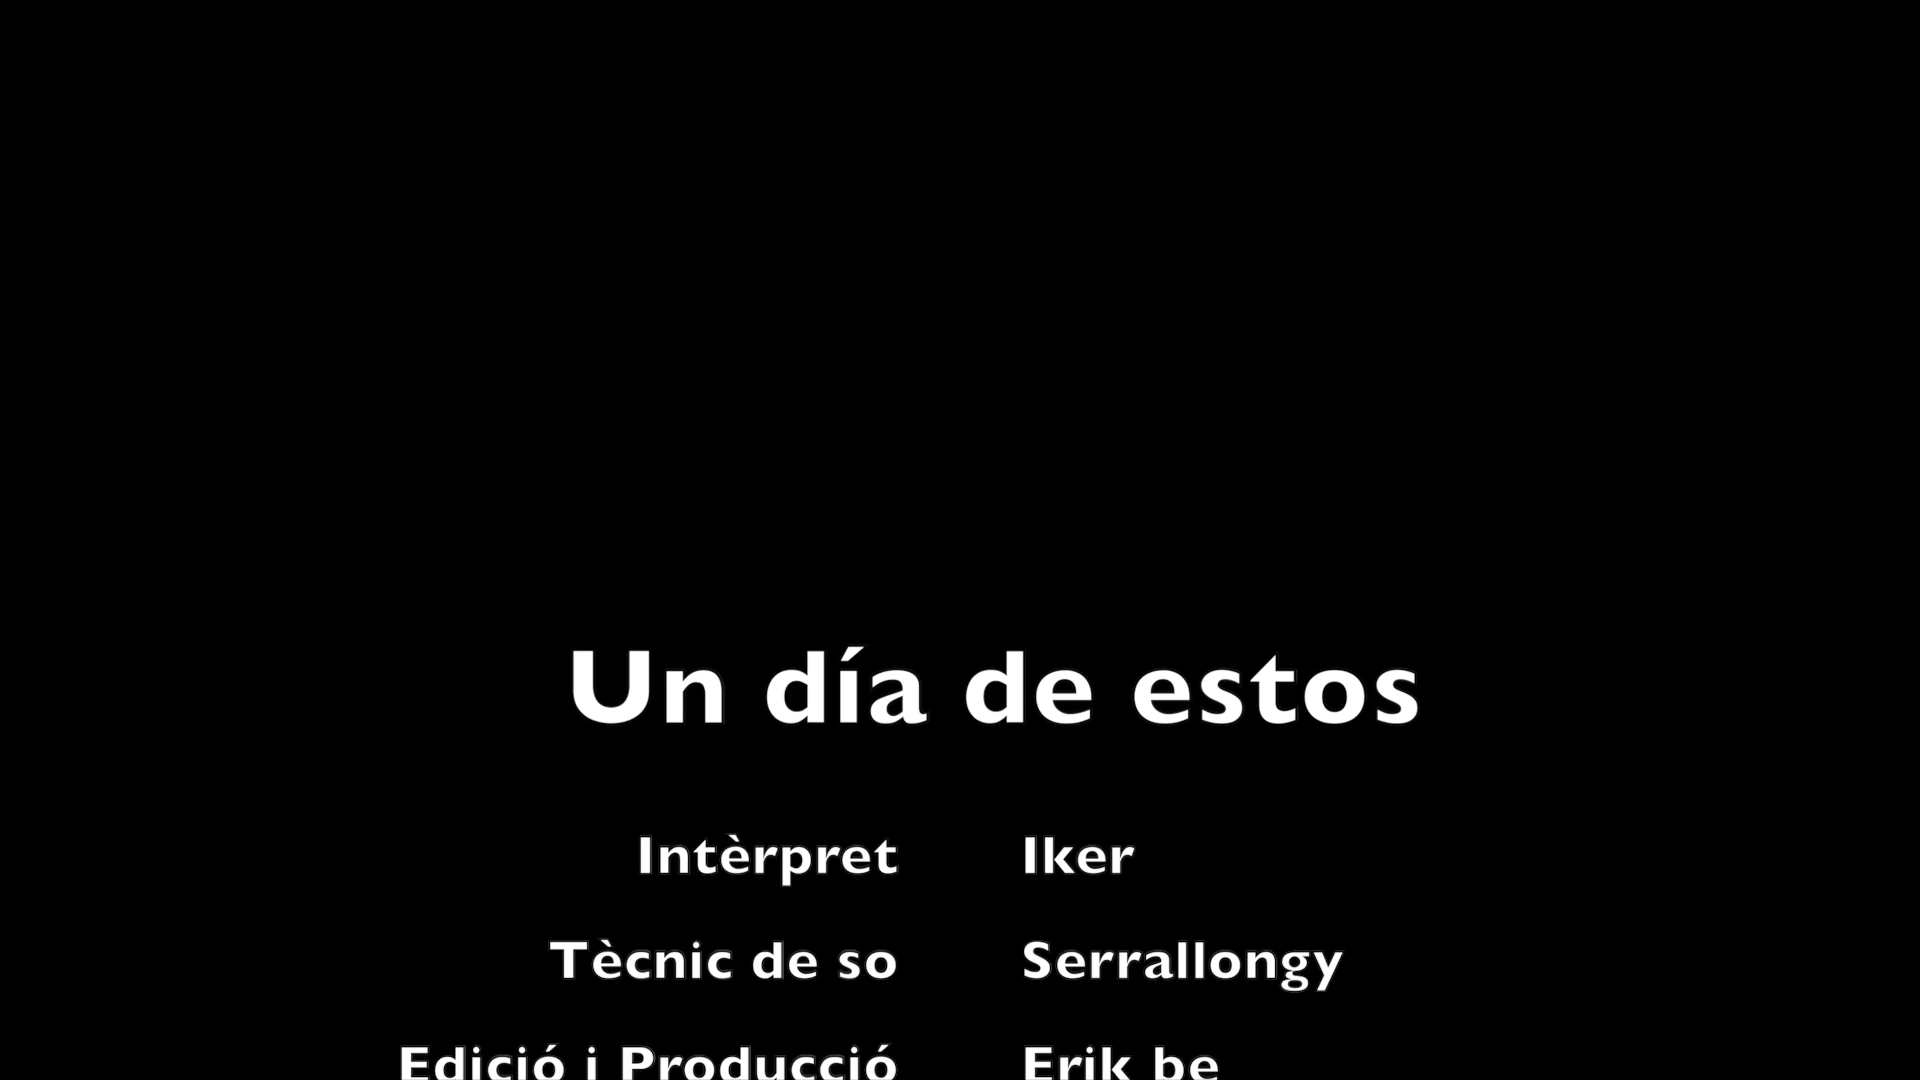 Un día de estos
Intèrpret Iker
Tècnic de so Serrallongy
Edició i Producció Erik be